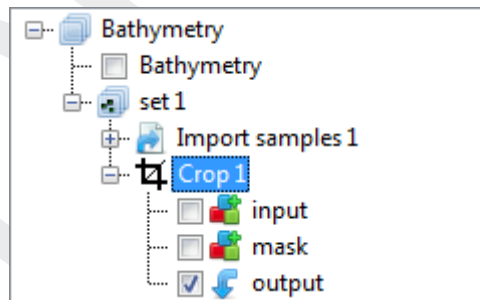 Bathymetry
Bathymetry
set 1
Import samples 1
Crop 1
input
mask
output